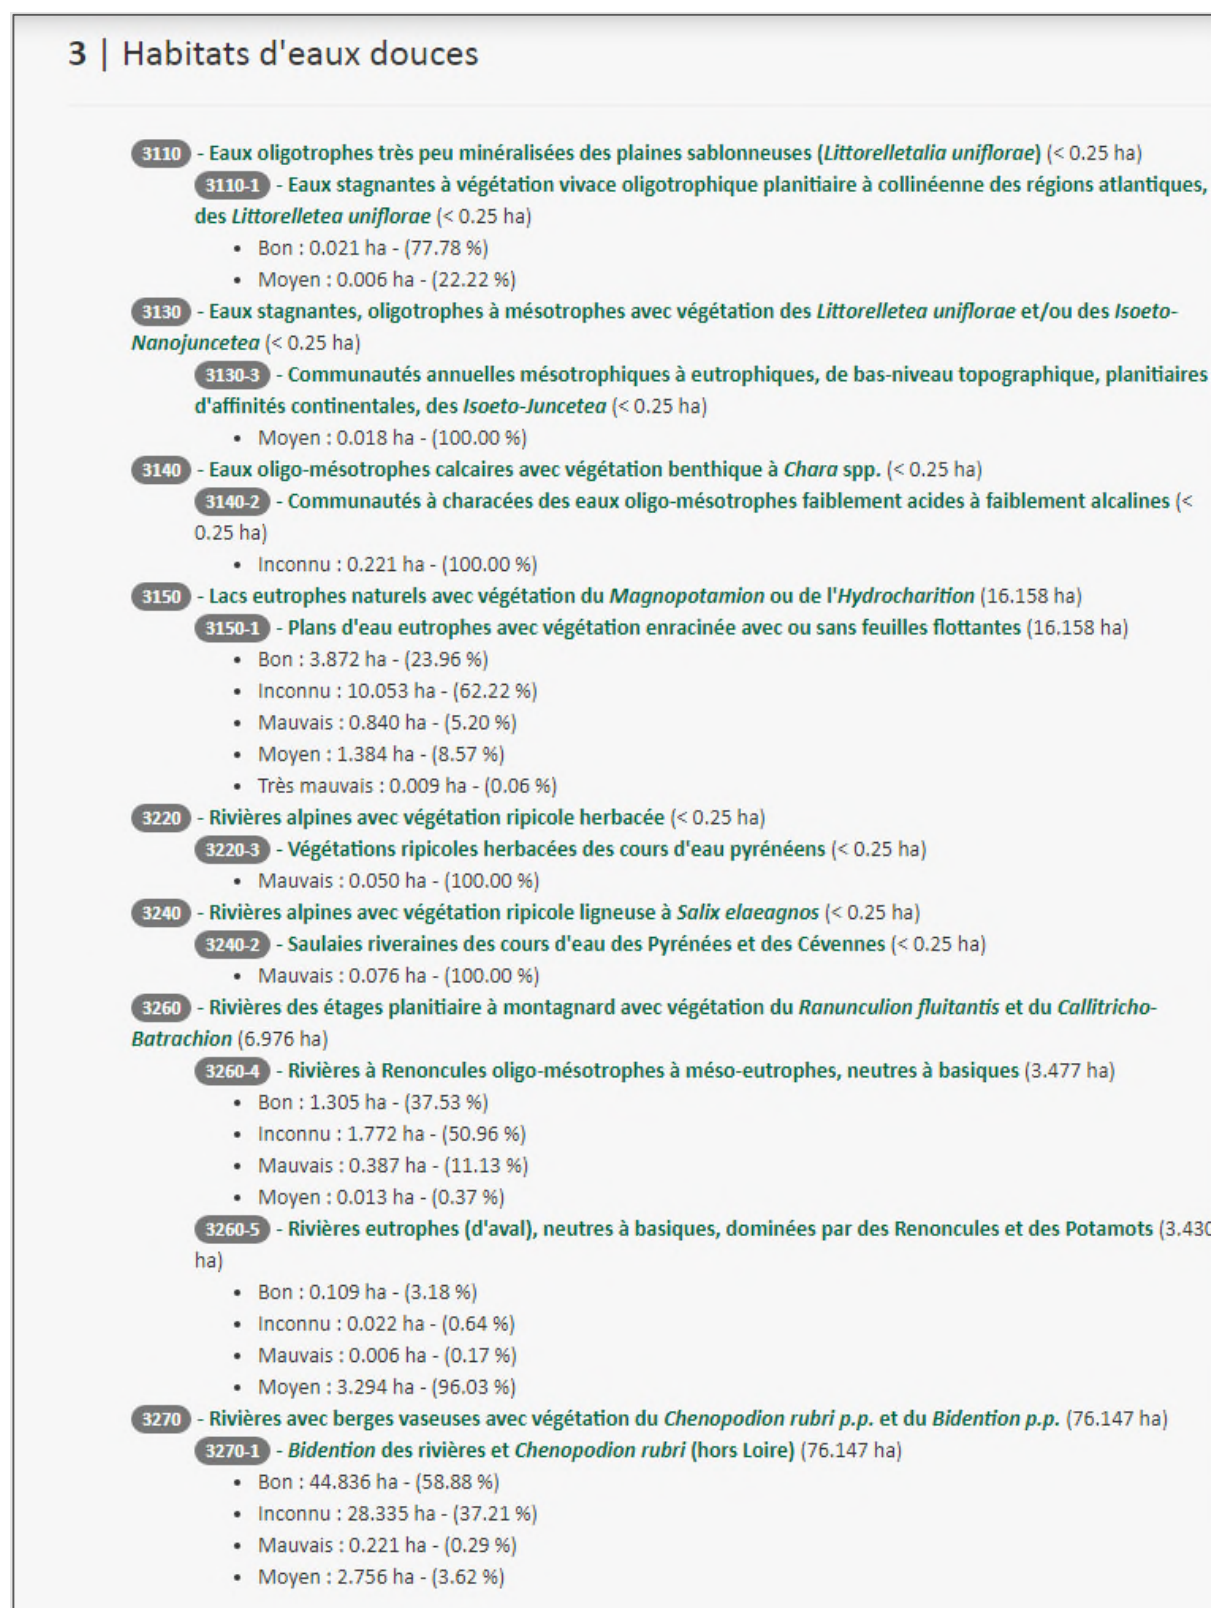 3 | Habitats d'eaux douces
3110 - Eaux oligotrophes très peu minéralisées des plaines sablonneuses (Littorelletalia uniflorae) (< 0.25 ha)
3110-1 - Eaux stagnantes à végétation vivace oligotrophique planitiaire à collinéenne des régions atlantiques,
des Littorelletea uniflorae (< 0.25 ha)
• Bon : 0.021 ha - (77.78 %)
• Moyen : 0.006 ha - (22.22 %)
3130 - Eaux stagnantes, oligotrophes à mésotrophes avec végétation des Littorelletea uniflorae et/ou des Isoeto-
Nanojuncetea (< 0.25 ha)
3130-3 - Communautés annuelles mésotrophiques à eutrophiques, de bas-niveau topographique, planitiaires
d'affinités continentales, des Isoeto-Juncetea (< 0.25 ha)
• Moyen : 0.018 ha - (100.00 %)
3140 - Eaux oligo-mésotrophes calcaires avec végétation benthique à Chara spp. (< 0.25 ha)
3140-2 - Communautés à characées des eaux oligo-mésotrophes faiblement acides à faiblement alcalines (<
0.25 ha)
• Inconnu : 0.221 ha - (100.00 %)
3150 - Lacs eutrophes naturels avec végétation du Magnopotamion ou de l'Hydrocharition (16.158 ha)
3150-1 - Plans d'eau eutrophes avec végétation enracinée avec ou sans feuilles flottantes (16.158 ha)
• Bon : 3.872 ha - (23.96 %)
• Inconnu : 10.053 ha - (62.22 %)
• Mauvais : 0.840 ha - (5.20 %)
• Moyen : 1.384 ha - (8.57 %)
• Très mauvais : 0.009 ha - (0.06 %)
3220 - Rivières alpines avec végétation ripicole herbacée (< 0.25 ha)
3220-3 - Végétations ripicoles herbacées des cours d'eau pyrénéens (< 0.25 ha)
• Mauvais : 0.050 ha - (100.00 %)
3240 - Rivières alpines avec végétation ripicole ligneuse à Salix elaeagnos (< 0.25 ha)
3240-2 - Saulaies riveraines des cours d'eau des Pyrénées et des Cévennes (< 0.25 ha)
• Mauvais : 0.076 ha - (100.00 %)
3260 - Rivières des étages planitiaire à montagnard avec végétation du Ranunculion fluitantis et du Callitricho-
Batrachion (6.976 ha)
3260-4 - Rivières à Renoncules oligo-mésotrophes à méso-eutrophes, neutres à basiques (3.477 ha)
• Bon : 1.305 ha - (37.53 %)
• Inconnu : 1.772 ha - (50.96 %)
• Mauvais : 0.387 ha - (11.13 %)
• Moyen : 0.013 ha - (0.37 %)
3260-5 - Rivières eutrophes (d'aval), neutres à basiques, dominées par des Renoncules et des Potamots (3.430
ha)
• Bon : 0.109 ha - (3.18 %)
• Inconnu : 0.022 ha - (0.64 %)
• Mauvais : 0.006 ha - (0.17 %)
• Moyen : 3.294 ha - (96.03 %)
3270 - Rivières avec berges vaseuses avec végétation du Chenopodion rubri p.p. et du Bidention p.p. (76.147 ha)
3270-1 - Bidention des rivières et Chenopodion rubri (hors Loire) (76.147 ha)
• Bon : 44.836 ha - (58.88 %)
• Inconnu : 28.335 ha - (37.21 %)
• Mauvais : 0.221 ha - (0.29 %)
• Moyen : 2.756 ha - (3.62 %)